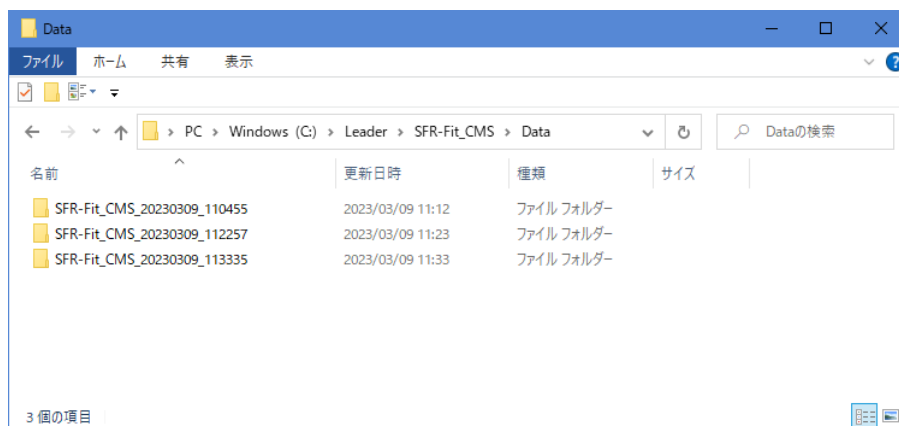 Data
ファイル ホーム 共有 表示
PC > Windows (C:) > Leader > SFR-Fit_CMS > Data Dataの検索
名前 更新日時 種類 サイズ
SFR-Fit_CMS_20230309_110455 2023/03/09 11:12 ファイル フォルダー
SFR-Fit_CMS_20230309_112257 2023/03/09 11:23 ファイル フォルダー
SFR-Fit_CMS_20230309_113335 2023/03/09 11:33 ファイル フォルダー
3 個の項目